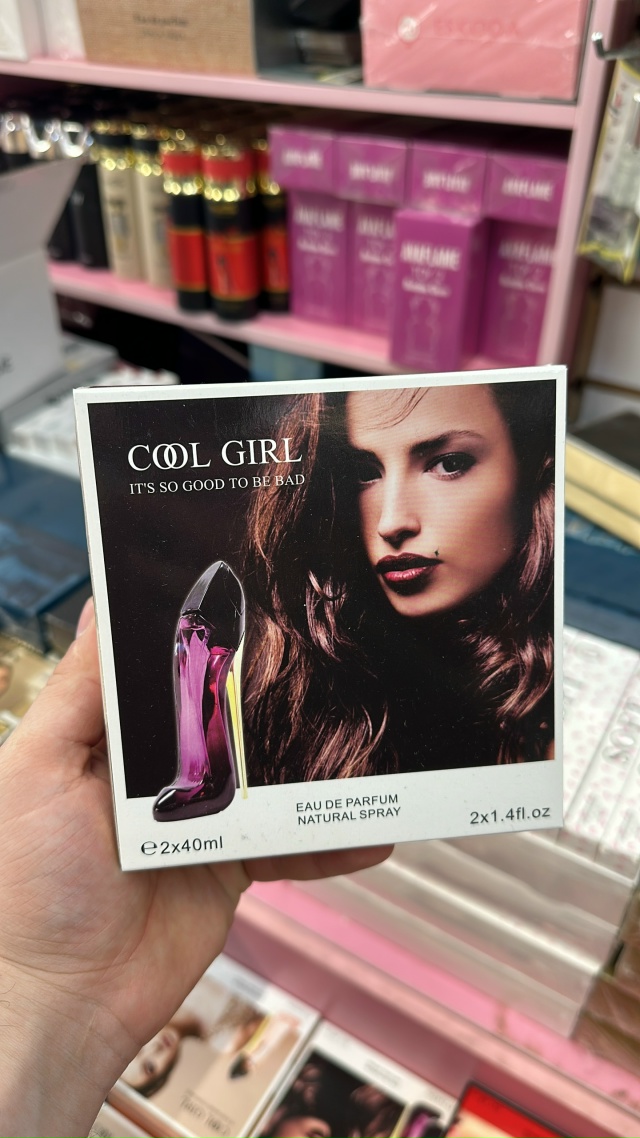 COOL GIRL
IT'S SO GOOD TO BE BAD
EAU DE PARFUM
NATURAL SPRAY
℮2x40ml
2x1.4fl.oz